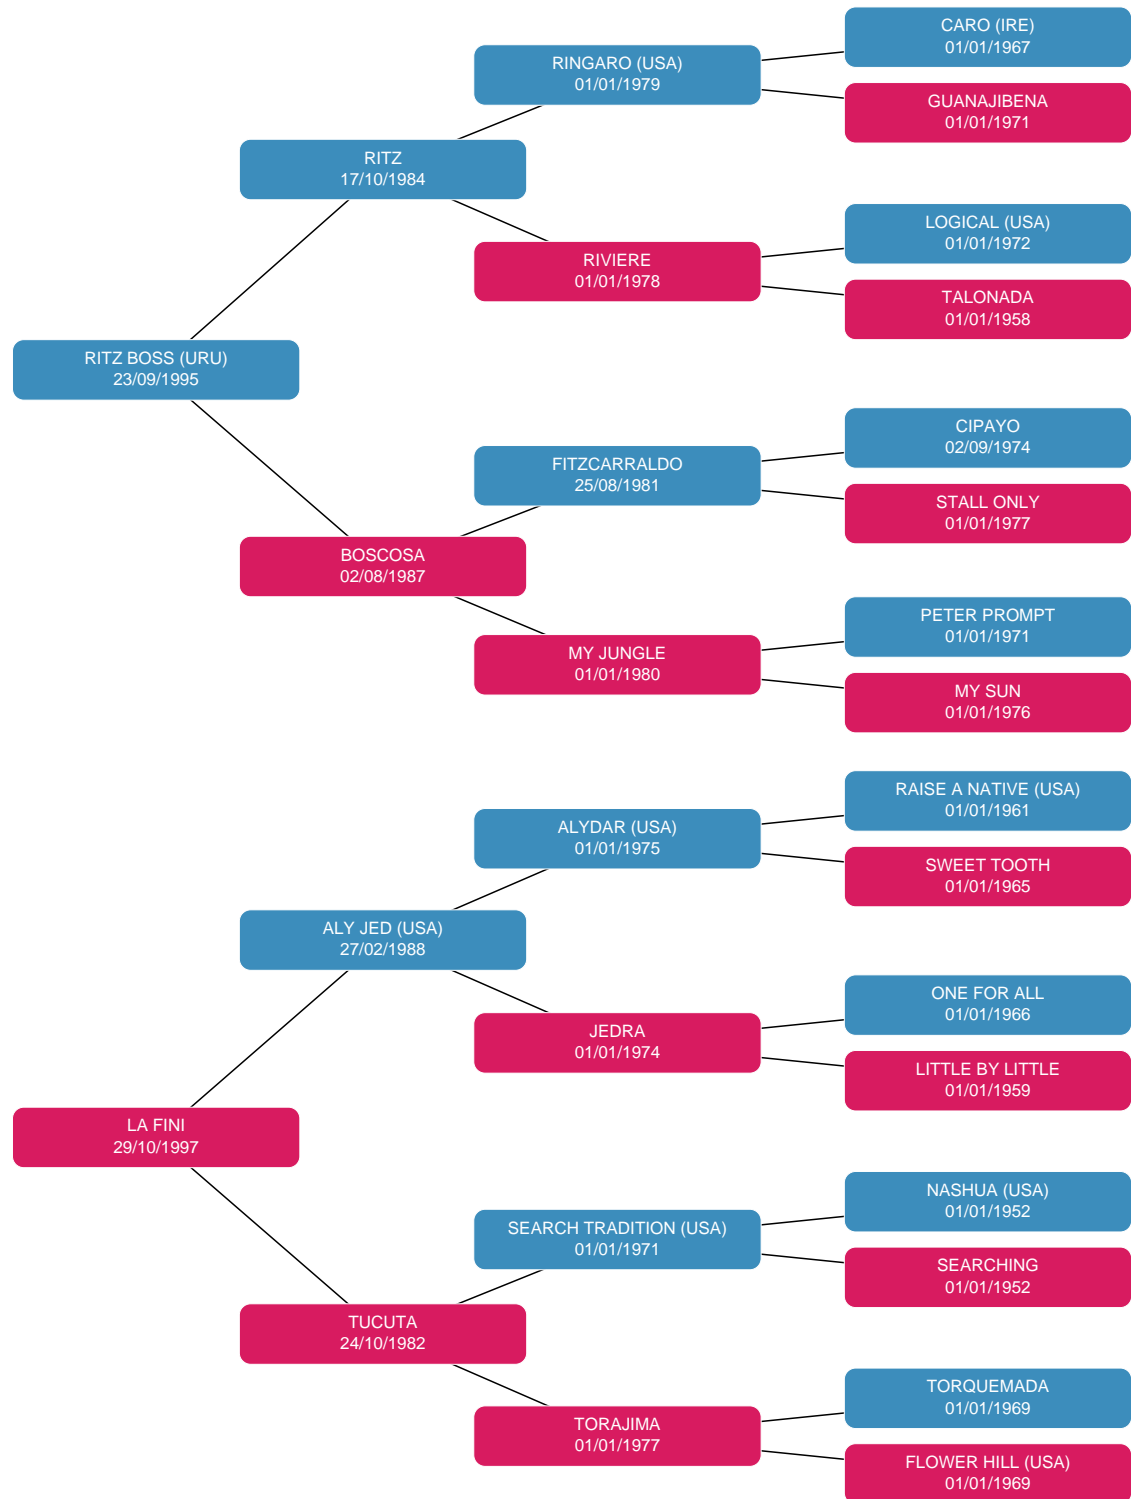 CARO (IRE)
01/01/1967
RINGARO (USA)
01/01/1979
GUANAJIBENA
01/01/1971
RITZ
17/10/1984
LOGICAL (USA)
01/01/1972
RIVIERE
01/01/1978
TALONADA
01/01/1958
RITZ BOSS (URU)
23/09/1995
CIPAYO
02/09/1974
FITZCARRALDO
25/08/1981
STALL ONLY
01/01/1977
BOSCOSA
02/08/1987
PETER PROMPT
01/01/1971
MY JUNGLE
01/01/1980
MY SUN
01/01/1976
RAISE A NATIVE (USA)
01/01/1961
ALYDAR (USA)
01/01/1975
SWEET TOOTH
01/01/1965
ALY JED (USA)
27/02/1988
ONE FOR ALL
01/01/1966
JEDRA
01/01/1974
LITTLE BY LITTLE
01/01/1959
LA FINI
29/10/1997
NASHUA (USA)
01/01/1952
SEARCH TRADITION (USA)
01/01/1971
SEARCHING
01/01/1952
TUCUTA
24/10/1982
TORQUEMADA
01/01/1969
TORAJIMA
01/01/1977
FLOWER HILL (USA)
01/01/1969